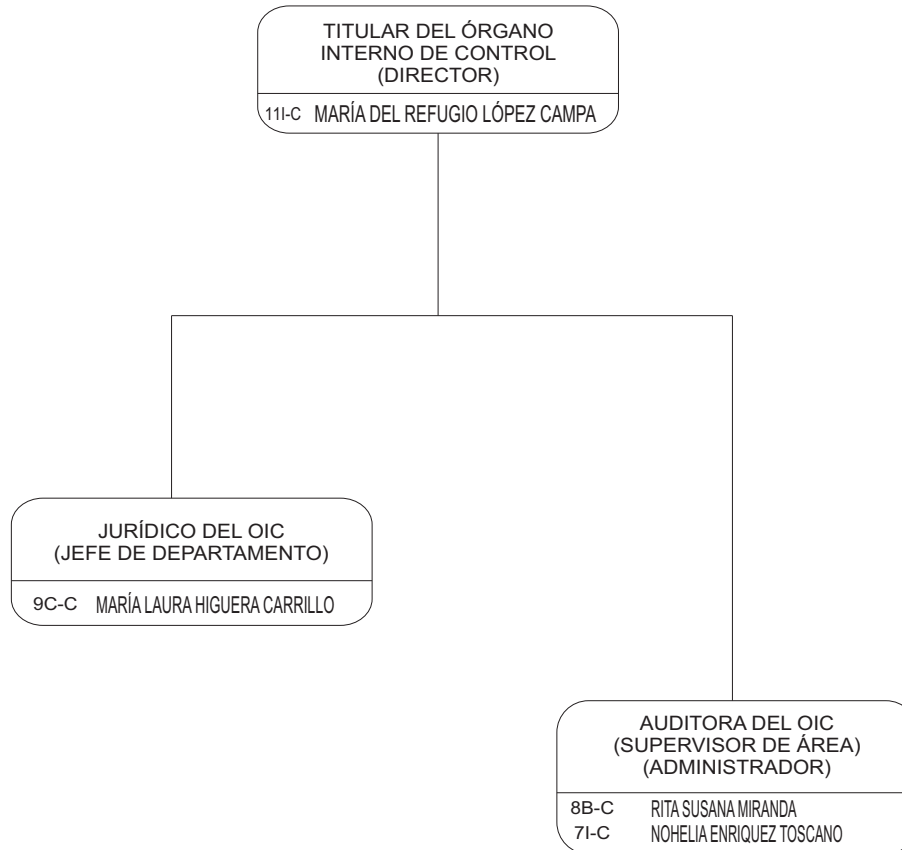 TITULAR DEL ÓRGANO
INTERNO DE CONTROL
(DIRECTOR)
11I-C MARÍA DEL REFUGIO LÓPEZ CAMPA
JURÍDICO DEL OIC
(JEFE DE DEPARTAMENTO)
9C-C MARÍA LAURA HIGUERA CARRILLO
AUDITORA DEL OIC
(SUPERVISOR DE ÁREA)
(ADMINISTRADOR)
8B-C RITA SUSANA MIRANDA
7I-C NOHELIA ENRIQUEZ TOSCANO